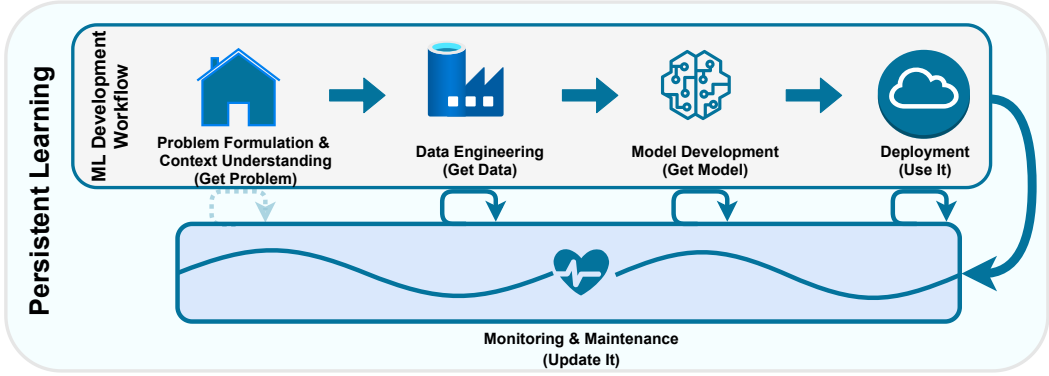 Persistent Learning
ML Development
Workflow
Problem Formulation &
Context Understanding
(Get Problem)
Data Engineering
(Get Data)
Model Development
(Get Model)
Deployment
(Use It)
Monitoring & Maintenance
(Update It)